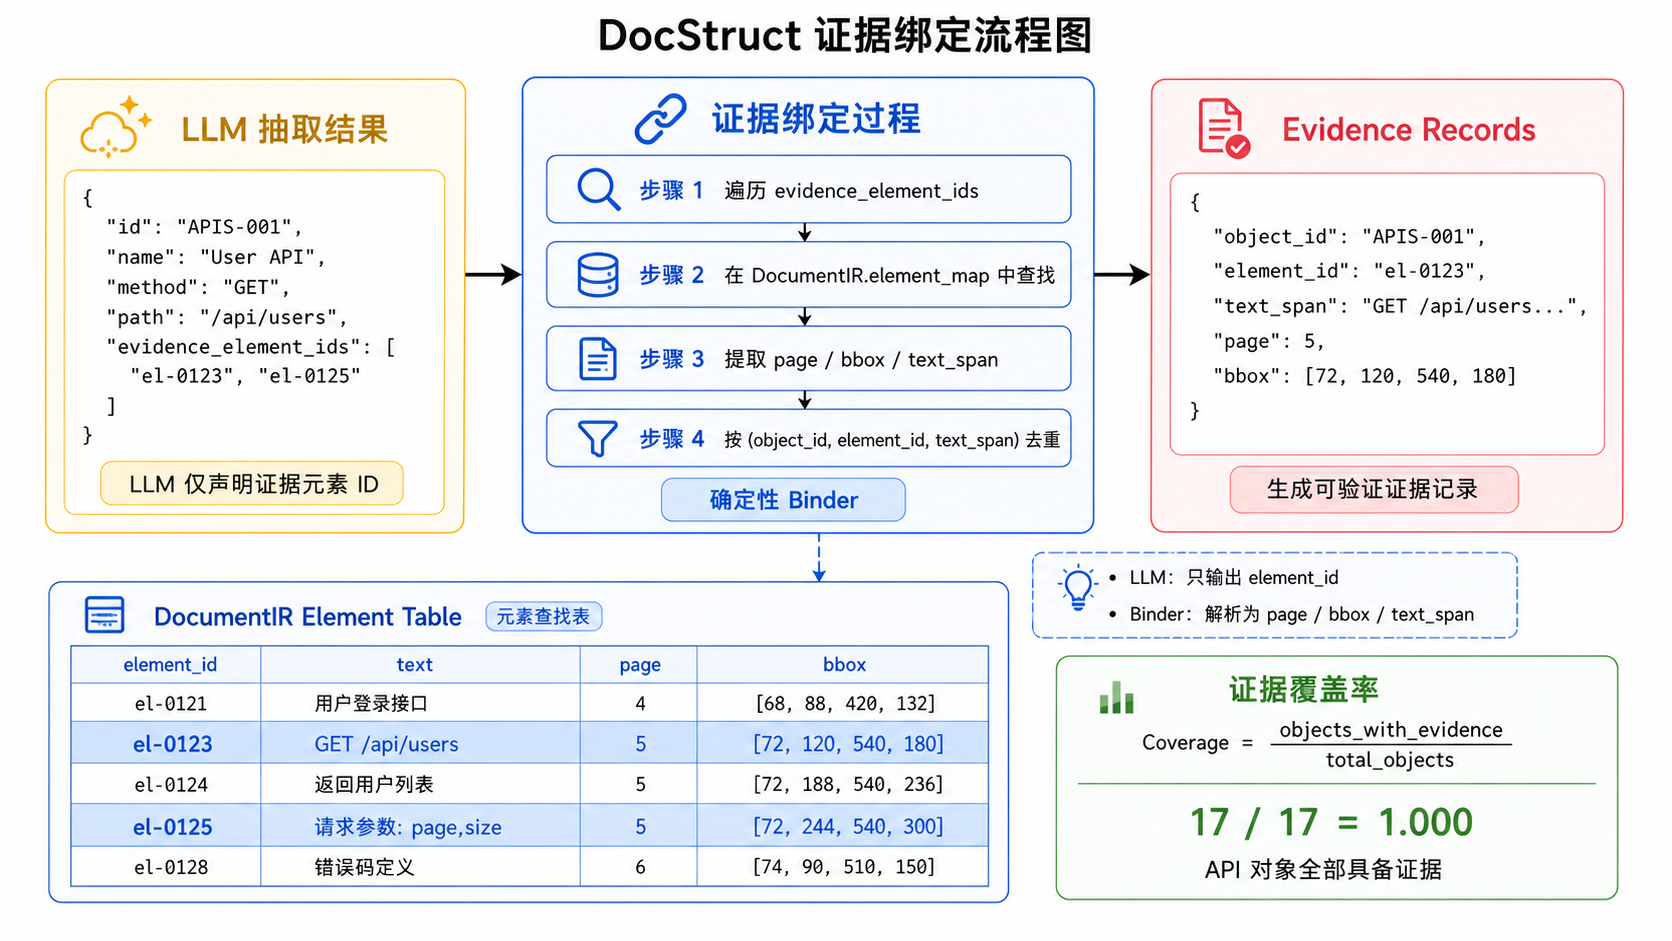 DocStruct 证据绑定流程图
LLM 抽取结果
{
"id": "APIS-001",
"name": "User API",
"method": "GET",
"path": "/api/users",
"evidence_element_ids": [
"el-0123", "el-0125"
]
}
LLM 仅声明证据元素 ID
证据绑定过程
步骤 1 遍历 evidence_element_ids
步骤 2 在 DocumentIR.element_map 中查找
步骤 3 提取 page / bbox / text_span
步骤 4 按 (object_id, element_id, text_span) 去重
确定性 Binder
Evidence Records
{
"object_id": "APIS-001",
"element_id": "el-0123",
"text_span": "GET /api/users...",
"page": 5,
"bbox": [72, 120, 540, 180]
}
生成可验证证据记录
DocumentIR Element Table 元素查找表
element_id text page bbox
el-0121 用户登录接口 4 [68, 88, 420, 132]
el-0123 GET /api/users 5 [72, 120, 540, 180]
el-0124 返回用户列表 5 [72, 188, 540, 236]
el-0125 请求参数: page,size 5 [72, 244, 540, 300]
el-0128 错误码定义 6 [74, 90, 510, 150]
• LLM：只输出 element_id
• Binder：解析为 page / bbox / text_span
证据覆盖率
Coverage = objects_with_evidence
total_objects
17 / 17 = 1.000
API 对象全部具备证据